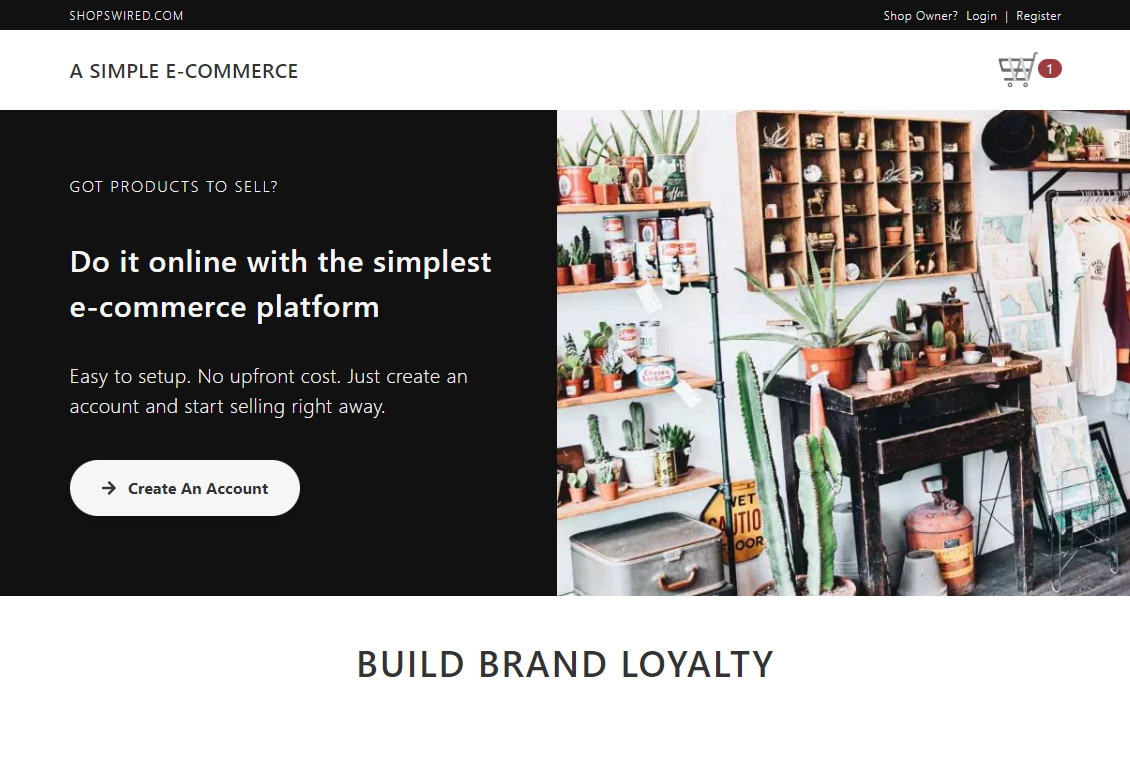 SHOPSWIRED.COM
Shop Owner? Login | Register
A SIMPLE E-COMMERCE
1
GOT PRODUCTS TO SELL?
Do it online with the simplest
e-commerce platform
Easy to setup. No upfront cost. Just create an
account and start selling right away.
Create An Account
Coffee
WET
CAUTIO
OOR
BUILD BRAND LOYALTY